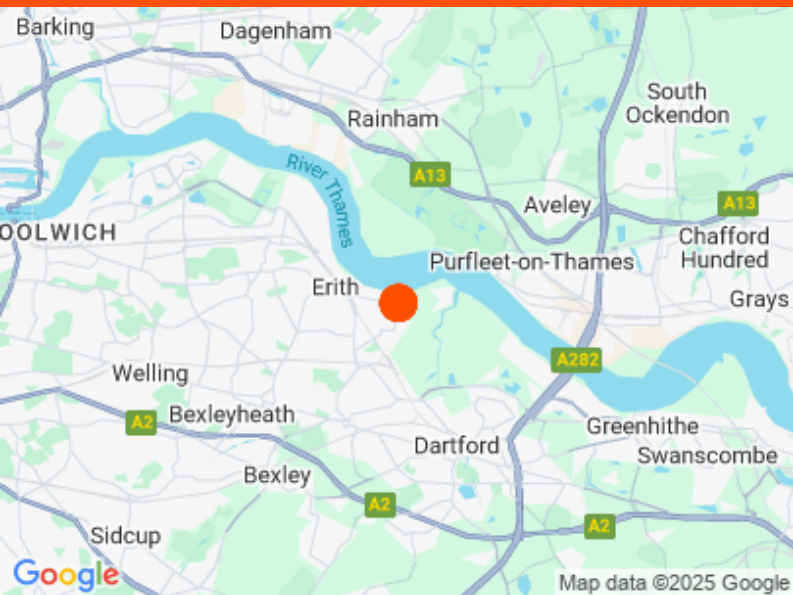 Barking
Dagenham
South
Ockendon
Rainham
River Thames
A13
A13
Aveley
OOLWICH
Chafford
Hundred
Purfleet-on-Thames
Erith
Grays
A282
Welling
A2
Bexleyheath
Greenhithe
Dartford
Swanscombe
Bexley
A2
A2
Sidcup
Google
Map data ©2025 Google